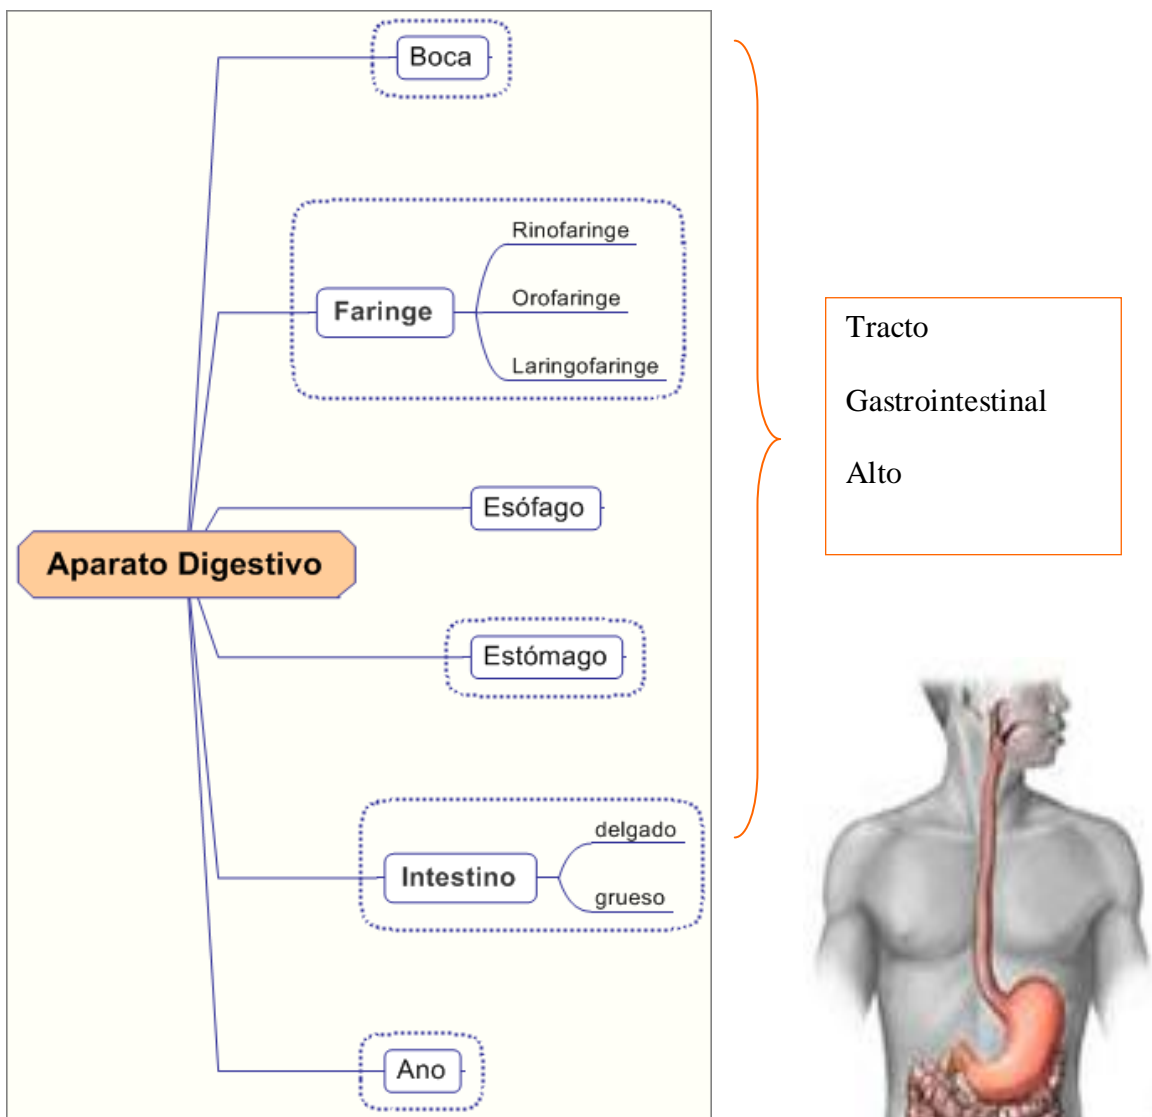 Boca
Rinofaringe
Faringe
Orofaringe
Laringofaringe
Esófago
Aparato Digestivo
Estómago
delgado
Intestino
grueso
Ano
Tracto
Gastrointestinal
Alto